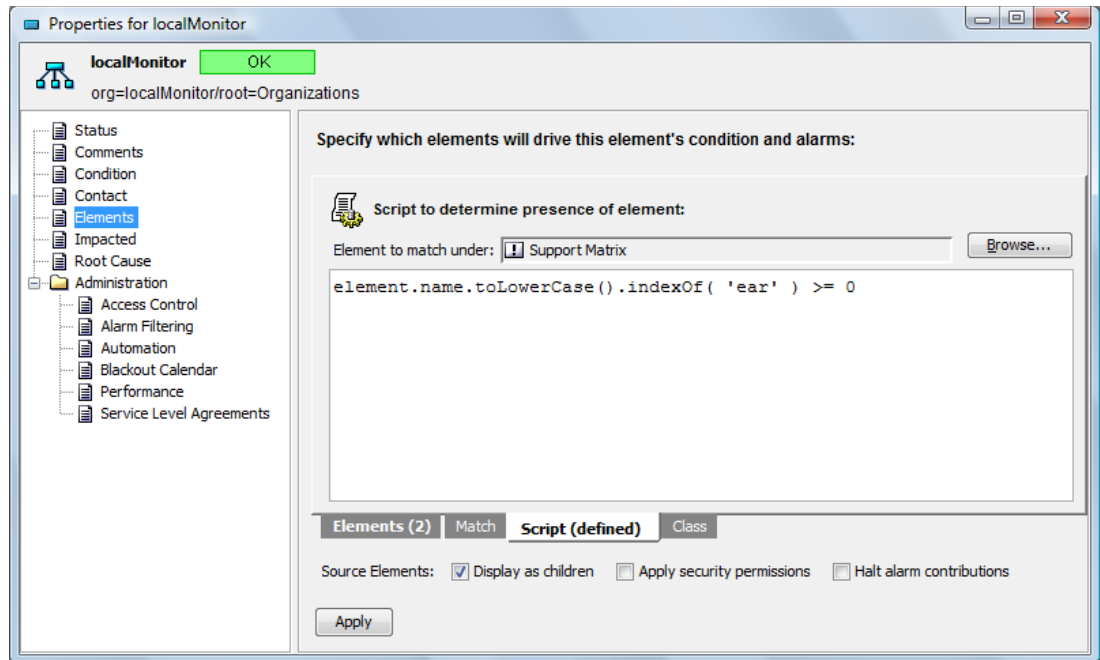 Properties for localMonitor
localMonitor OK
org=localMonitor/root=Organizations
Status
Comments
Condition
Contact
Elements
Impacted
Root Cause
Administration
Access Control
Alarm Filtering
Automation
Blackout Calendar
Performance
Service Level Agreements
Specify which elements will drive this element's condition and alarms:
Script to determine presence of element:
Element to match under: Support Matrix Browse...
element.name.toLowerCase().indexOf( 'ear' ) >= 0
Elements (2) Match Script (defined) Class
Source Elements: Display as children Apply security permissions Halt alarm contributions
Apply